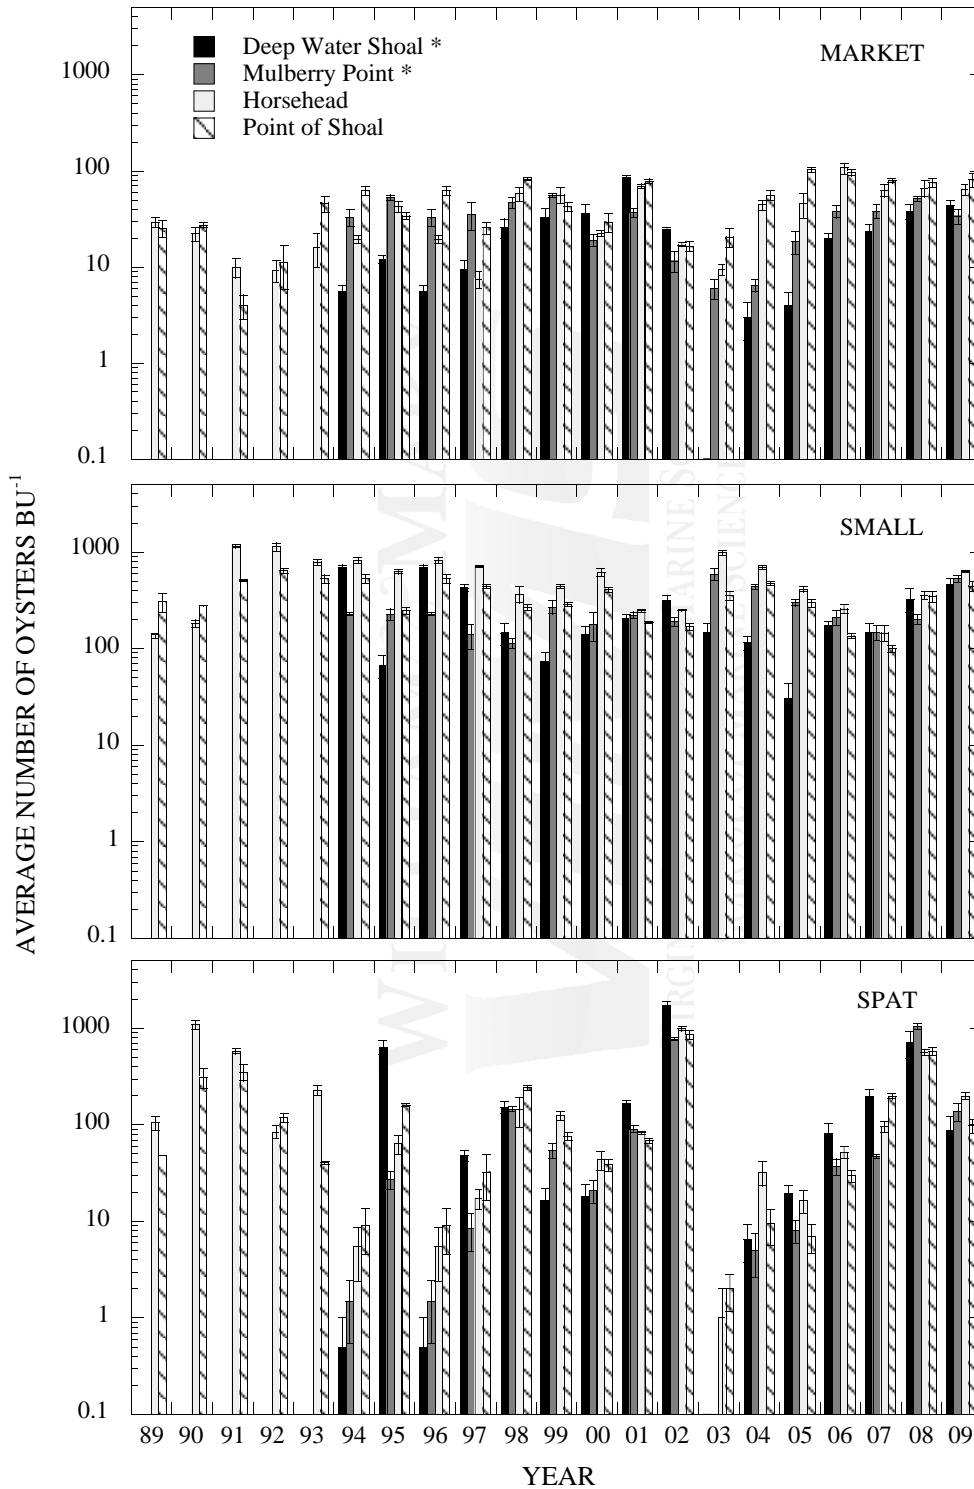 Deep Water Shoal *
Mulberry Point *
Horsehead
Point of Shoal
MARKET
1000
100
10
1
0.1
SMALL
1000
100
10
1
0.1
SPAT
1000
100
10
1
0.1
AVERAGE NUMBER OF OYSTERS BU-1
89 90 91 92 93 94 95 96 97 98 99 00 01 02 03 04 05 06 07 08 09
YEAR